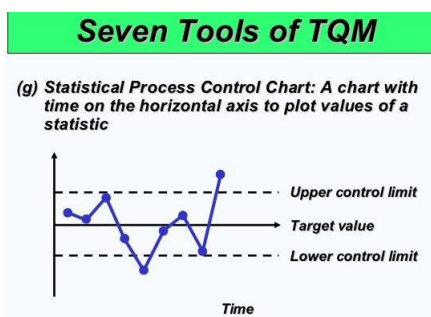 Seven Tools of TQM
(g) Statistical Process Control Chart: A chart with
time on the horizontal axis to plot values of a
statistic
Upper control limit
Target value
Lower control limit
Time